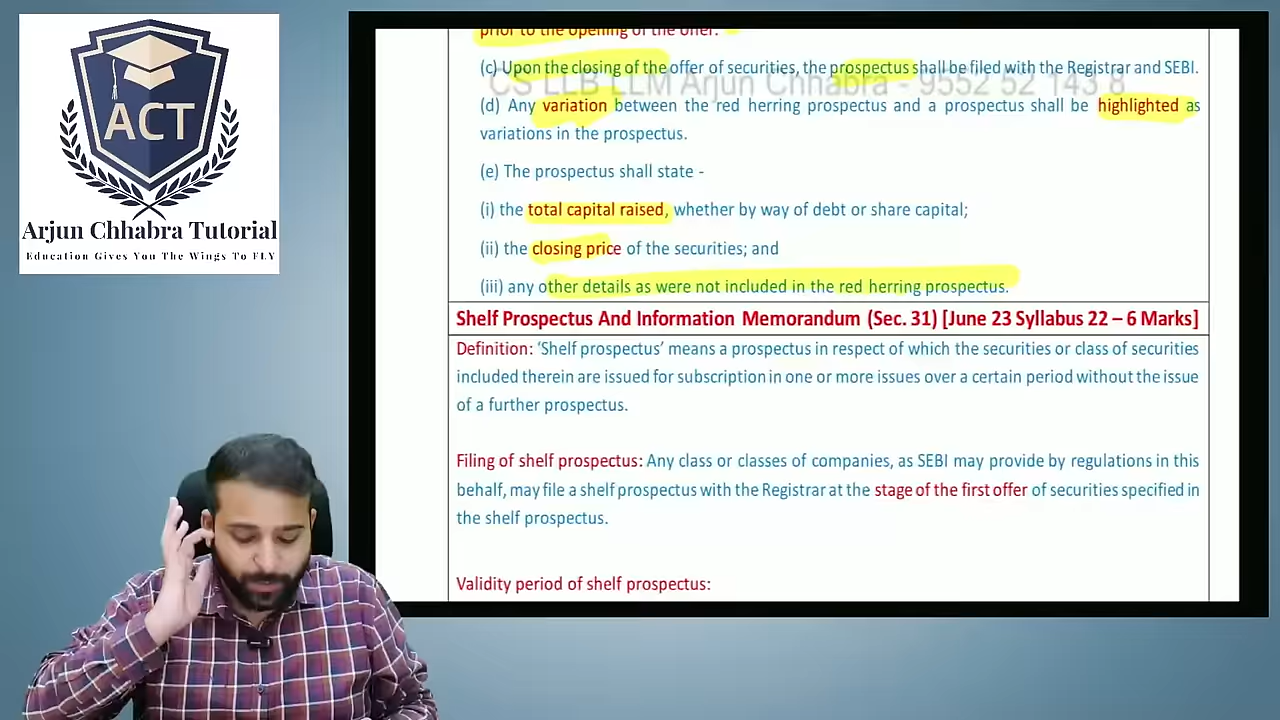 ACT
Arjun Chhabra Tutorial
Education Gives You The Wings To FLY
prior to the opening of the offer.
(c) Upon the closing of the offer of securities, the prospectus shall be filed with the Registrar and SEBI.
CS LLB LLM Arjun Chhabra - 9552 52 143 8
(d) Any variation between the red herring prospectus and a prospectus shall be highlighted as
variations in the prospectus.
(e) The prospectus shall state -
(i) the total capital raised, whether by way of debt or share capital;
(ii) the closing price of the securities; and
(iii) any other details as were not included in the red herring prospectus.
Shelf Prospectus And Information Memorandum (Sec. 31) [June 23 Syllabus 22 – 6 Marks]
Definition: ‘Shelf prospectus’ means a prospectus in respect of which the securities or class of securities
included therein are issued for subscription in one or more issues over a certain period without the issue
of a further prospectus.
Filing of shelf prospectus: Any class or classes of companies, as SEBI may provide by regulations in this
behalf, may file a shelf prospectus with the Registrar at the stage of the first offer of securities specified in
the shelf prospectus.
Validity period of shelf prospectus: